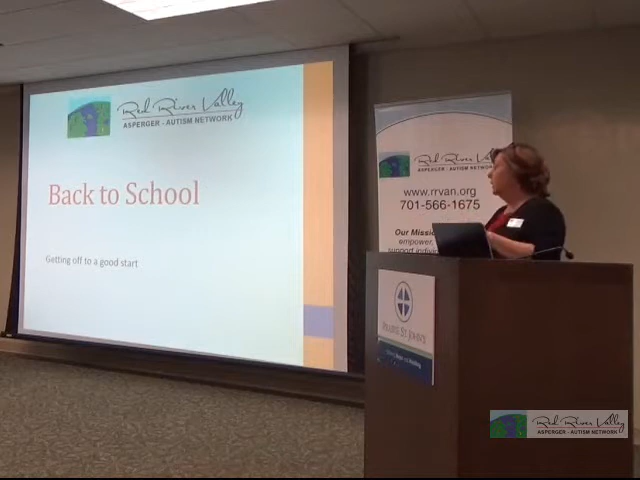 Red River Valley
ASPERGER - AUTISM NETWORK
Back to School
Getting off to a good start
Red River Valley
ASPERGER - AUTISM NETWORK
www.rrvan.org
701-566-1675
Our
empower,
support
PRAIRIE ST. JOHN'S
Red River Valley
ASPERGER - AUTISM NETWORK